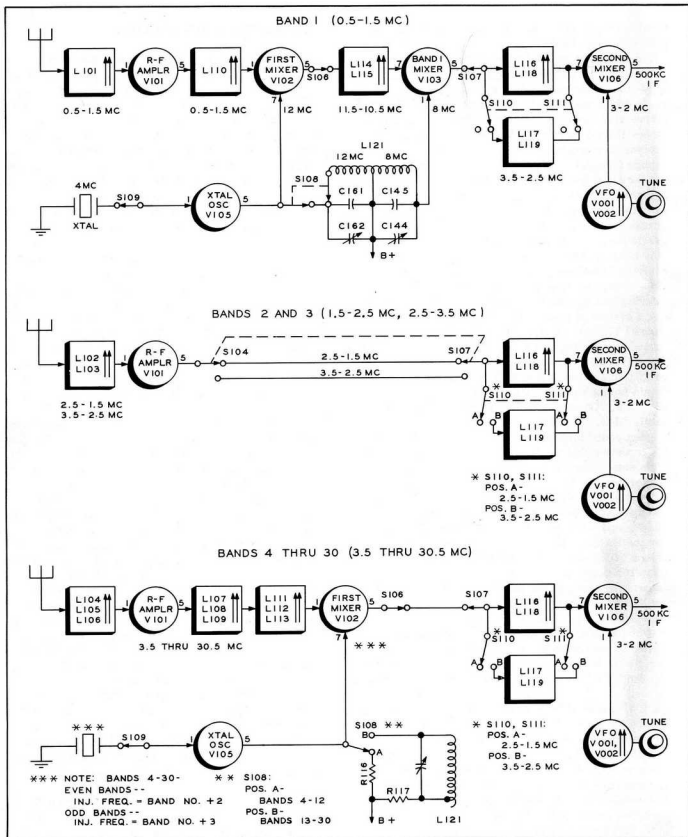 BAND 1 (0.5-1.5 MC)
L101
R-F AMPLR V101
1
5
L110
1
FIRST MIXER V102
5
7
S106
L114 L115
7
BAND 1 MIXER V103
5
1
S107
L116 L118
7
SECOND MIXER V106
5
1
500 KC
1 F
0.5-1.5 MC
0.5-1.5 MC
12 MC
11.5-10.5 MC
8 MC
S110
S111
3-2 MC
L117 L119
3.5-2.5 MC
L121
12 MC
8 MC
S108
C161
C145
C162
C144
B+
4MC
XTAL
S109
1
XTAL OSC V105
5
VFO V001 V002
TUNE
BANDS 2 AND 3 (1.5-2.5 MC, 2.5-3.5 MC)
L102 L103
1
R-F AMPLR V101
5
S104
2.5-1.5 MC
3.5-2.5 MC
S107
L116 L118
7
SECOND MIXER V106
5
1
500 KC
1 F
2.5-1.5 MC
3.5-2.5 MC
*
S110
*
S111
3-2 MC
A
B
A
B
L117 L119
* S110, S111:
POS. A-
2.5-1.5 MC
POS. B-
3.5-2.5 MC
VFO V001 V002
TUNE
BANDS 4 THRU 30 (3.5 THRU 30.5 MC)
L104 L105 L106
1
R-F AMPLR V101
5
L107 L108 L109
L111 L112 L113
1
FIRST MIXER V102
5
7
S106
S107
L116 L118
7
SECOND MIXER V106
5
1
500 KC
1 F
3.5 THRU 30.5 MC
***
*
S110
*
S111
3-2 MC
A
B
A
B
L117 L119
***
S109
1
XTAL OSC V105
5
S108 **
B
A
R116
R117
B+
L121
* S110, S111:
POS. A-
2.5-1.5 MC
POS. B-
3.5-2.5 MC
VFO V001, V002
TUNE
*** NOTE: BANDS 4-30-
EVEN BANDS--
INJ. FREQ. = BAND NO. +2
ODD BANDS--
INJ. FREQ. = BAND NO. +3
** S108:
POS. A-
BANDS 4-12
POS. B-
BANDS 13-30